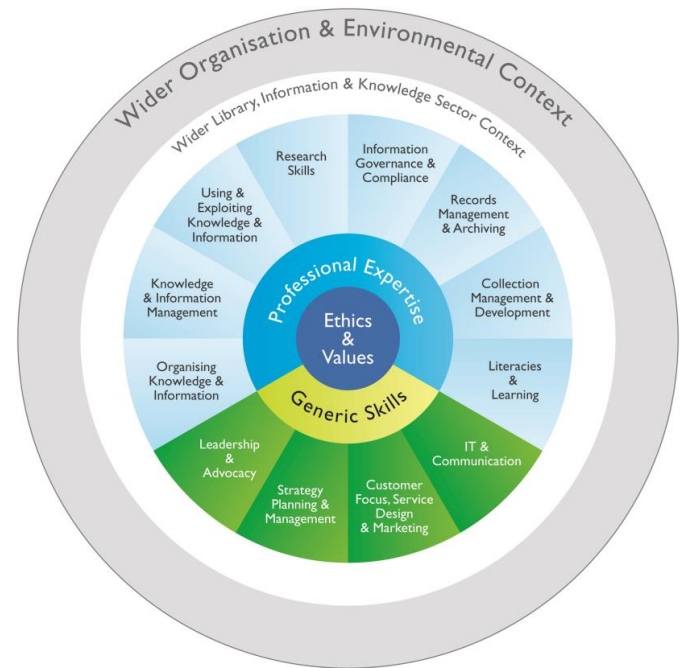 Wider Organisation & Environmental Context
Wider Library, Information & Knowledge Sector Context
Research
Skills
Information
Governance &
Compliance
Using &
Exploiting
Knowledge &
Information
Records
Management
& Archiving
Knowledge
& Information
Management
Collection
Management &
Development
Professional Expertise
Ethics
&
Values
Organising
Knowledge &
Information
Literacies
&
Learning
Generic Skills
Leadership
&
Advocacy
Strategy
Planning &
Management
Customer
Focus, Service
Design
& Marketing
IT &
Communication